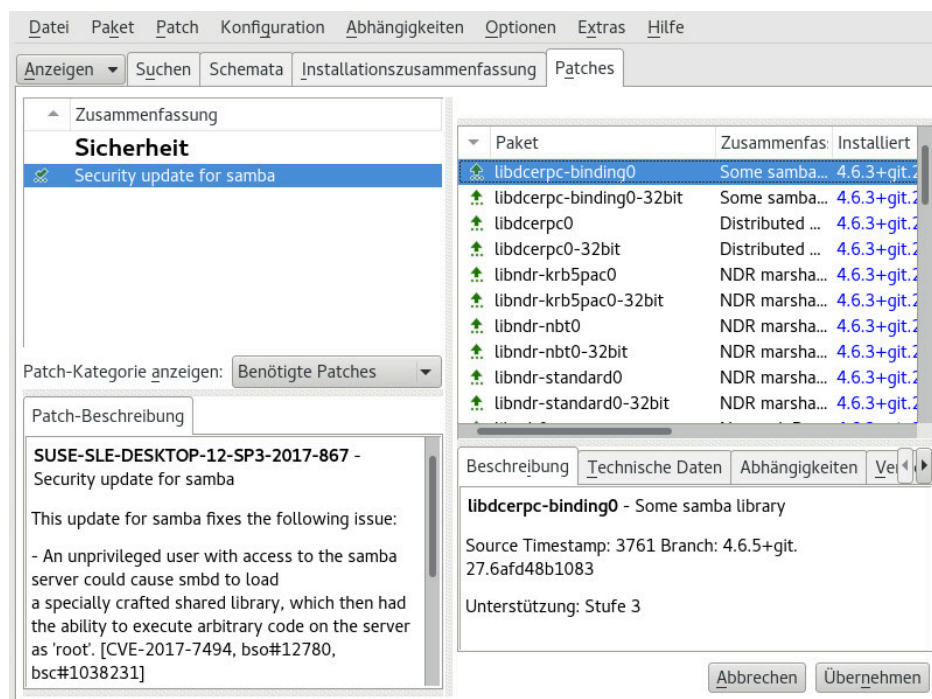 Datei Paket Patch Konfiguration Abhängigkeiten Optionen Extras Hilfe
Anzeigen Suchen Schemata Installationszusammenfassung Patches
Zusammenfassung
Sicherheit
Security update for samba
Patch-Kategorie anzeigen: Benötigte Patches
Patch-Beschreibung
SUSE-SLE-DESKTOP-12-SP3-2017-867 -
Security update for samba
This update for samba fixes the following issue:
- An unprivileged user with access to the samba
server could cause smbd to load
a specially crafted shared library, which then had
the ability to execute arbitrary code on the server
as 'root'. [CVE-2017-7494, bso#12780,
bsc#1038231]
Paket Zusammenfas Installiert
libdcerpc-binding0 Some samba... 4.6.3+git.2
libdcerpc-binding0-32bit Some samba... 4.6.3+git.2
libdcerpc0 Distributed ... 4.6.3+git.2
libdcerpc0-32bit Distributed ... 4.6.3+git.2
libndr-krb5pac0 NDR marsha... 4.6.3+git.2
libndr-krb5pac0-32bit NDR marsha... 4.6.3+git.2
libndr-nbt0 NDR marsha... 4.6.3+git.2
libndr-nbt0-32bit NDR marsha... 4.6.3+git.2
libndr-standard0 NDR marsha... 4.6.3+git.2
libndr-standard0-32bit NDR marsha... 4.6.3+git.2
Beschreibung Technische Daten Abhängigkeiten
libdcerpc-binding0 - Some samba library
Source Timestamp: 3761 Branch: 4.6.5+git.
27.6afd48b1083
Unterstützung: Stufe 3
Abbrechen Übernehmen